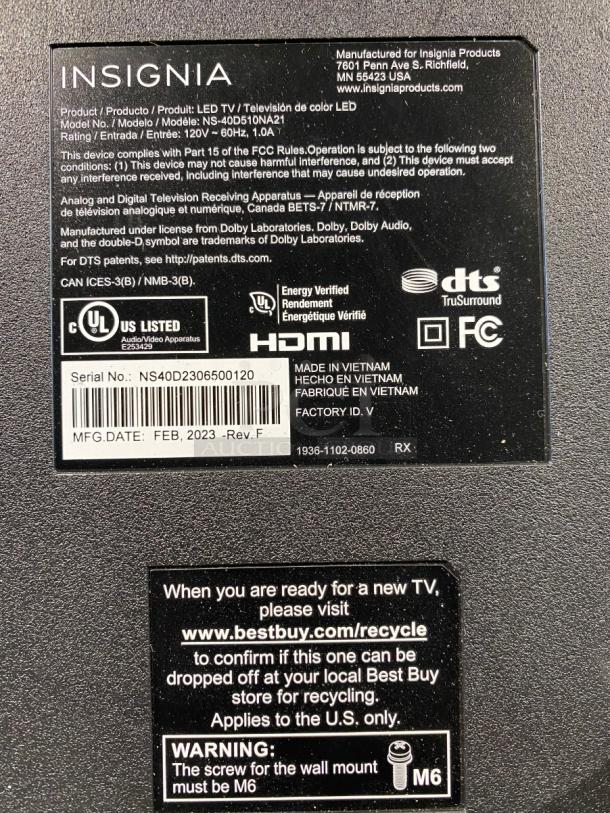 INSIGNIA
Manufactured for Insignia Products
7601 Penn Ave S. Richfield,
MN 55423 USA
www.insigniaproducts.com
Product / Producto / Produit: LED TV / Televisión de color LED
Model No. / Modelo / Modèle: NS-40D510NA21
Rating / Entrada / Entrée: 120V ~ 60Hz, 1.0A
This device complies with Part 15 of the FCC Rules.Operation is subject to the following two
conditions: (1) This device may not cause harmful interference, and (2) This device must accept
any interference received, including interference that may cause undesired operation.
Analog and Digital Television Receiving Apparatus — Appareil de réception
de télévision analogique et numérique, Canada BETS-7 / NTMR-7.
Manufactured under license from Dolby Laboratories. Dolby, Dolby Audio,
and the double-D symbol are trademarks of Dolby Laboratories.
For DTS patents, see http://patents.dts.com.
CAN ICES-3(B) / NMB-3(B).
c UL US LISTED
Audio/Video Apparatus
E253429
c UL Energy Verified
Rendement
Énergétique Vérifié
HDMI
dts®
TruSurround
FC
Serial No.: NS40D2306500120
MFG.DATE: FEB, 2023 -Rev. F
MADE IN VIETNAM
HECHO EN VIETNAM
FABRIQUÉ EN VIETNAM
FACTORY ID. V
1936-1102-0860 RX
When you are ready for a new TV,
please visit
www.bestbuy.com/recycle
to confirm if this one can be
dropped off at your local Best Buy
store for recycling.
Applies to the U.S. only.
WARNING:
The screw for the wall mount
must be M6
M6